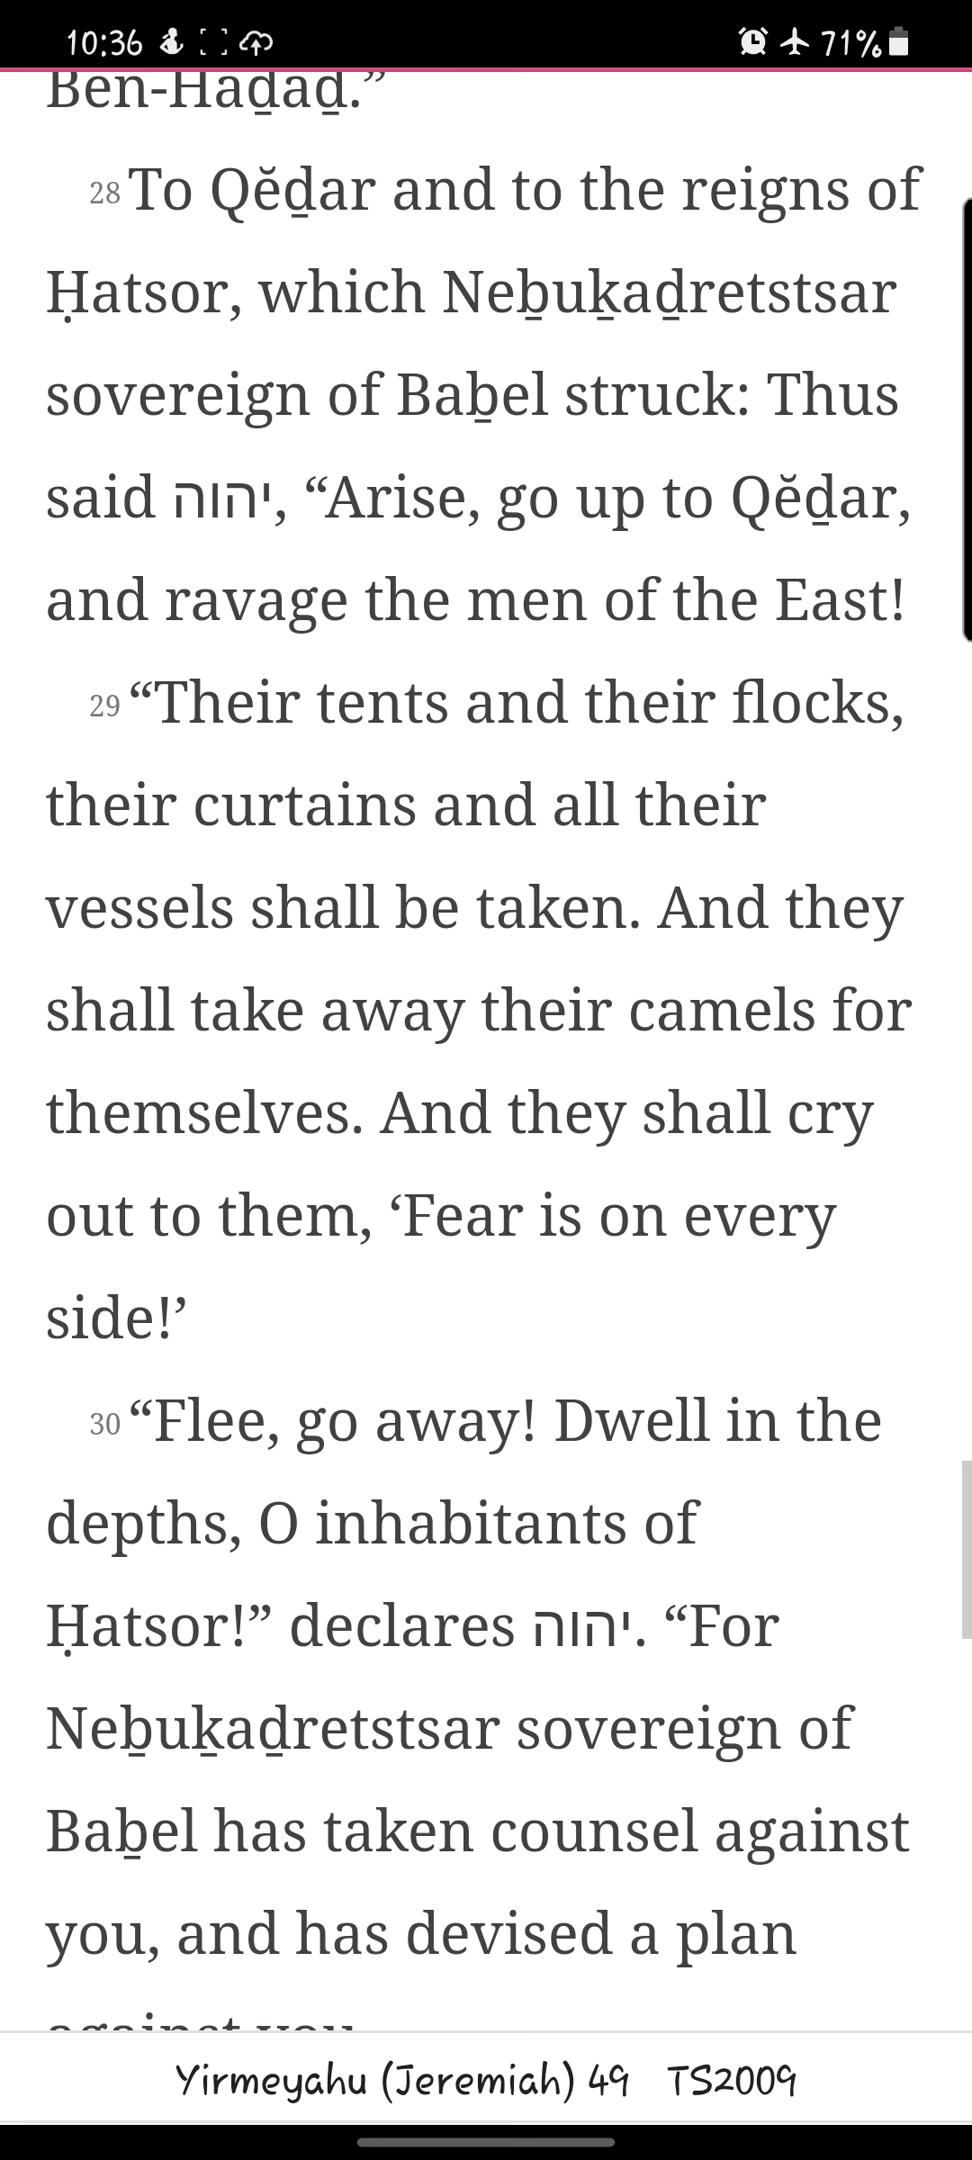 10:36 71%
Ben-Haḏaḏ.”
28 To Qĕḏar and to the reigns of
Ḥatsor, which Neḇuḵaḏretstsar
sovereign of Baḇel struck: Thus
said יהוה, “Arise, go up to Qĕḏar,
and ravage the men of the East!
29 “Their tents and their flocks,
their curtains and all their
vessels shall be taken. And they
shall take away their camels for
themselves. And they shall cry
out to them, ‘Fear is on every
side!’
30 “Flee, go away! Dwell in the
depths, O inhabitants of
Ḥatsor!” declares יהוה. “For
Neḇuḵaḏretstsar sovereign of
Baḇel has taken counsel against
you, and has devised a plan
against you
Yirmeyahu (Jeremiah) 49 TS2009